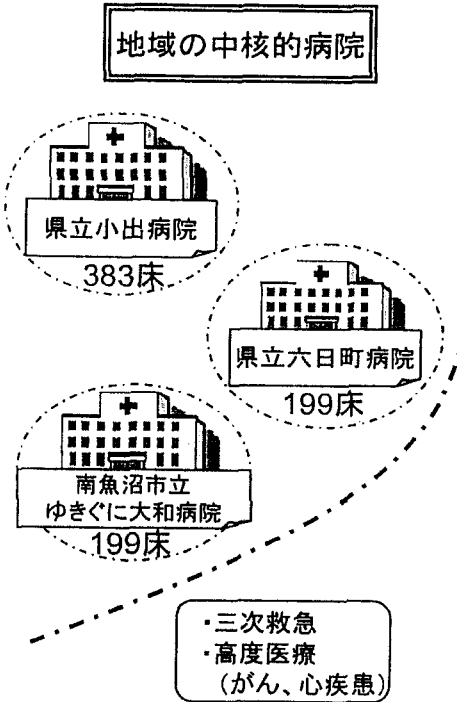 地域の中核的病院
県立小出病院
383床
県立六日町病院
199床
南魚沼市立
ゆきぐに大和病院
199床
・三次救急
・高度医療
（がん、心疾患）